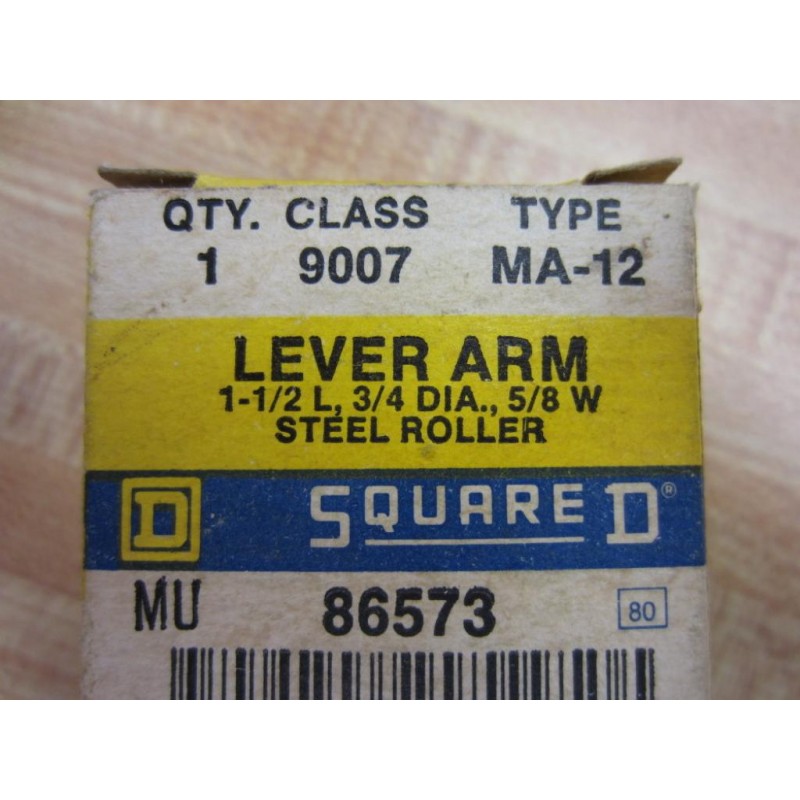 QTY. CLASS TYPE
1 9007 MA-12
LEVER ARM
1-1/2 L, 3/4 DIA., 5/8 W
STEEL ROLLER
D SQUARE D®
MU 86573 80